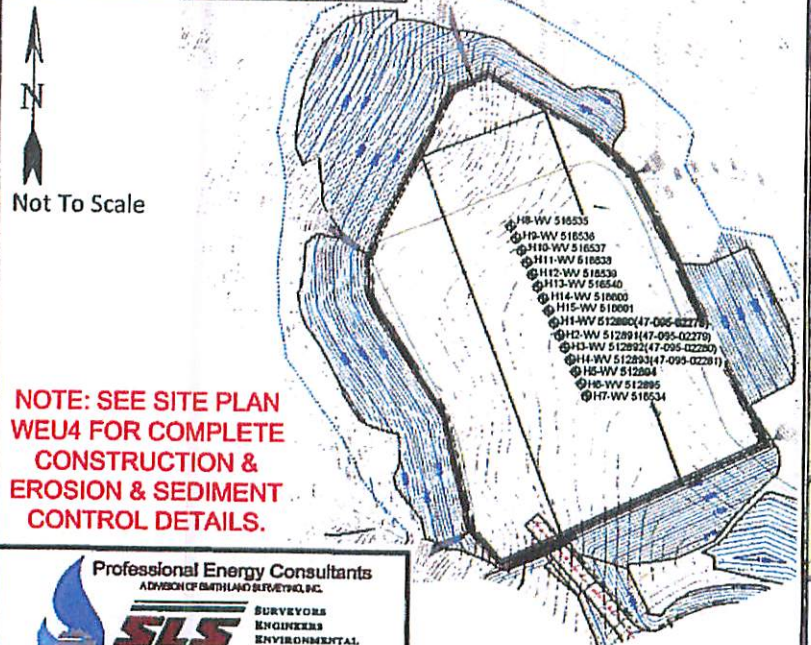 N
Not To Scale
H8-WV 516535
H9-WV 516536
H10-WV 516537
H11-WV 516538
H12-WV 516539
H13-WV 516540
H14-WV
H15-WV
H1-WV 512890(47-095-02278)
H2-WV 512891(47-095-02279)
H3-WV 512892(47-095-02280)
H4-WV 512893(47-095-02281)
H5-WV 512894
H6-WV 512895
H7-WV 516534
NOTE: SEE SITE PLAN
WEU4 FOR COMPLETE
CONSTRUCTION &
EROSION & SEDIMENT
CONTROL DETAILS.
Professional Energy Consultants
A DIVISION OF SMITH LAND SURVEYING, INC.
SLS
SURVEYORS
ENGINEERS
ENVIRONMENTAL